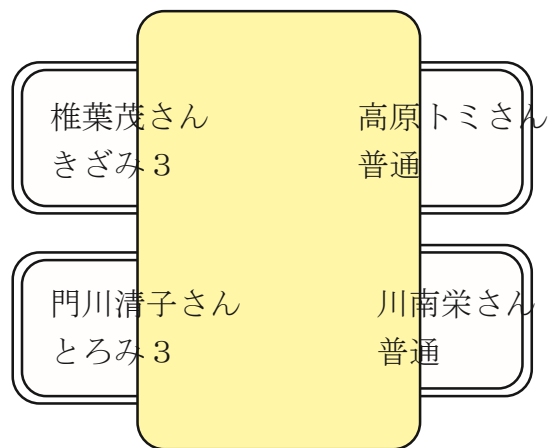 椎葉茂さん
きざみ３
高原トミさん
普通
門川清子さん
とろみ３
川南栄さん
普通